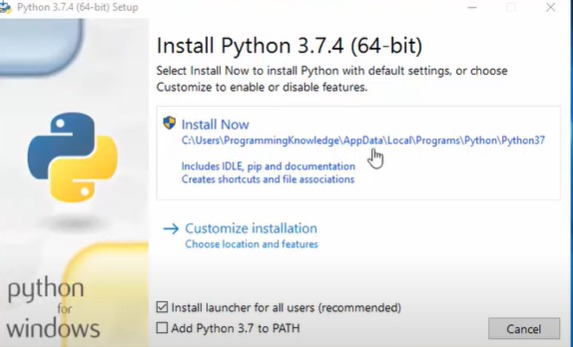 Python 3.7.4 (64-bit) Setup
Install Python 3.7.4 (64-bit)
Select Install Now to install Python with default settings, or choose
Customize to enable or disable features.
Install Now
C:\Users\ProgrammingKnowledge\AppData\Local\Programs\Python\Python37
Includes IDLE, pip and documentation
Creates shortcuts and file associations
Customize installation
Choose location and features
python
for
windows
Install launcher for all users (recommended)
Add Python 3.7 to PATH
Cancel